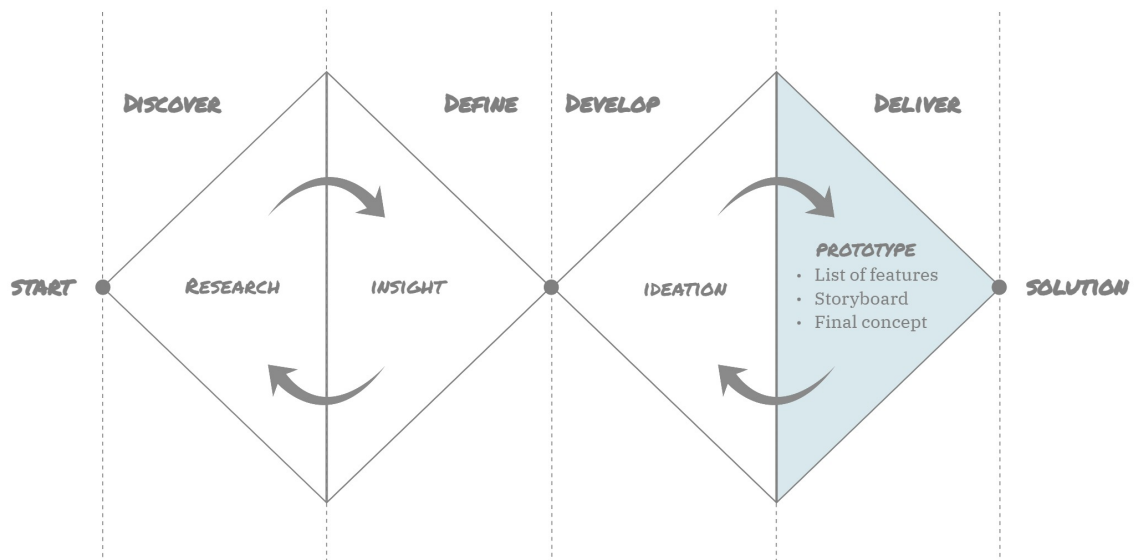 DISCOVER
DEFINE
DEVELOP
DELIVER
START
RESEARCH
INSIGHT
IDEATION
PROTOTYPE
• List of features
• Storyboard
• Final concept
SOLUTION